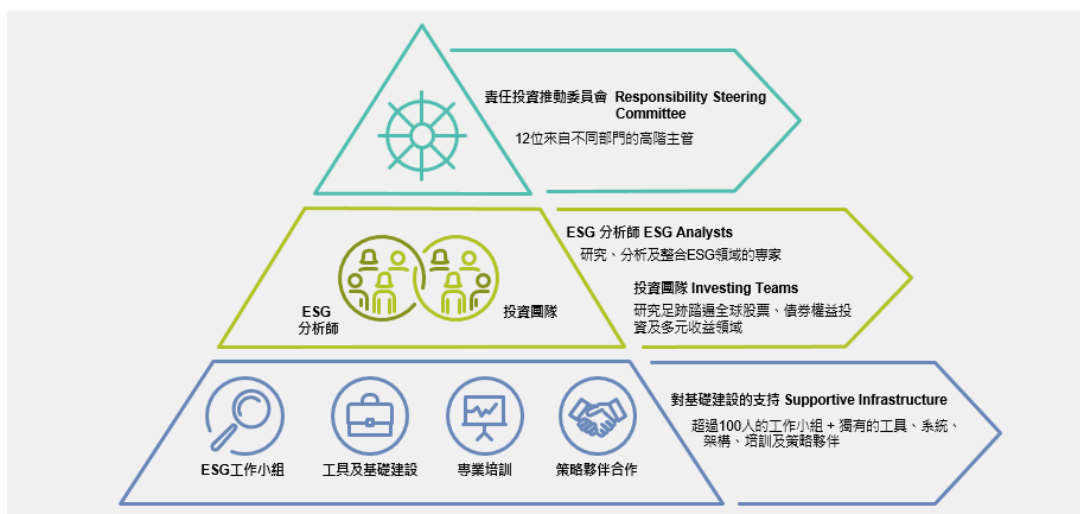 責任投資推動委員會 Responsibility Steering
Committee
12位來自不同部門的高階主管
ESG
分析師
投資團隊
ESG 分析師 ESG Analysts
研究、分析及整合ESG領域的專家
投資團隊 Investing Teams
研究足跡踏遍全球股票、債券權益投
資及多元收益領域
ESG工作小組
工具及基礎建設
專業培訓
策略夥伴合作
對基礎建設的支持 Supportive Infrastructure
超過100人的工作小組 + 獨有的工具、系統、
架構、培訓及策略夥伴